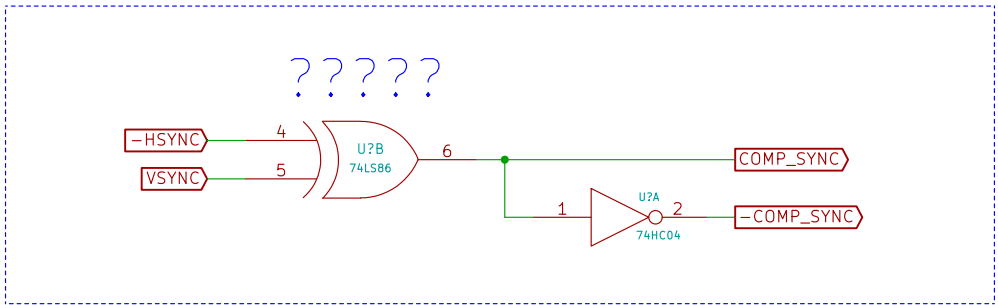 ?????
-HSYNC
4
VSYNC
5
U?B
74LS86
6
COMP_SYNC
1
U?A
74HC04
2
-COMP_SYNC